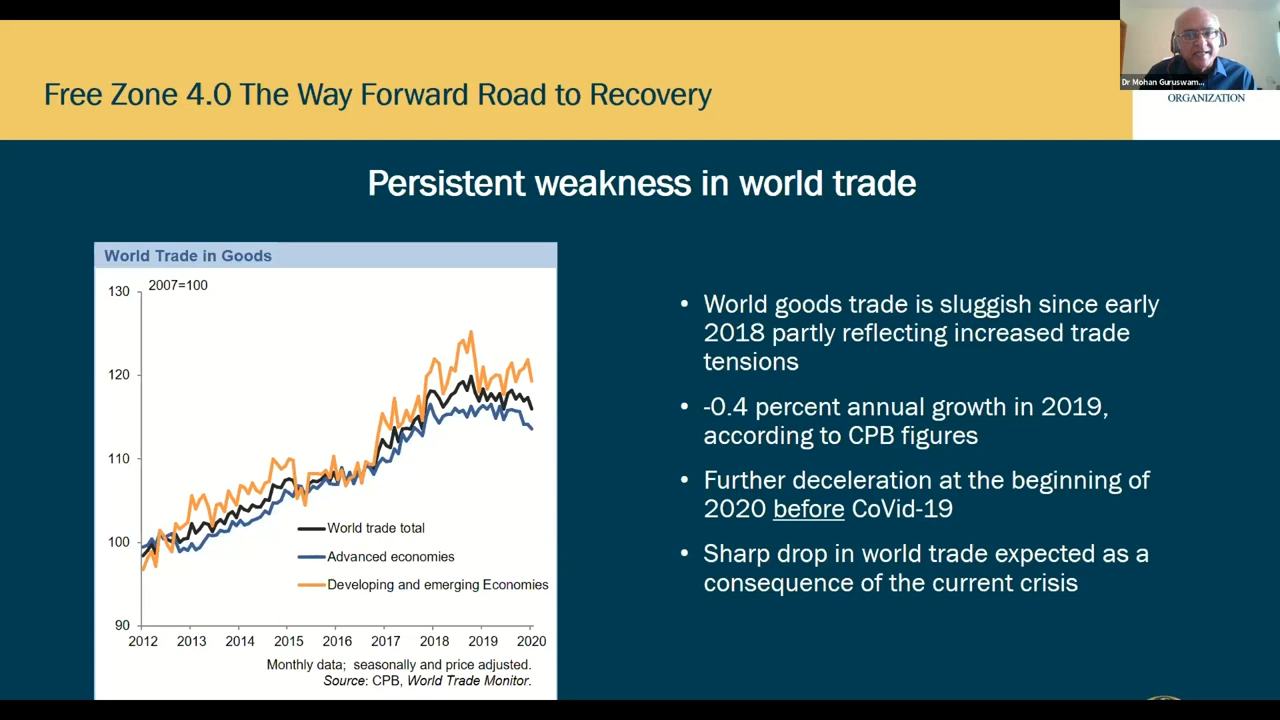 Free Zone 4.0 The Way Forward Road to Recovery
Dr Mohan Guruswam...
ORGANIZATION
Persistent weakness in world trade
World Trade in Goods
2007=100
130
120
110
100
90
World trade total
Advanced economies
Developing and emerging Economies
2012 2013 2014 2015 2016 2017 2018 2019 2020
Monthly data; seasonally and price adjusted.
Source: CPB, World Trade Monitor.
• World goods trade is sluggish since early
2018 partly reflecting increased trade
tensions
• -0.4 percent annual growth in 2019,
according to CPB figures
• Further deceleration at the beginning of
2020 before CoVid-19
• Sharp drop in world trade expected as a
consequence of the current crisis